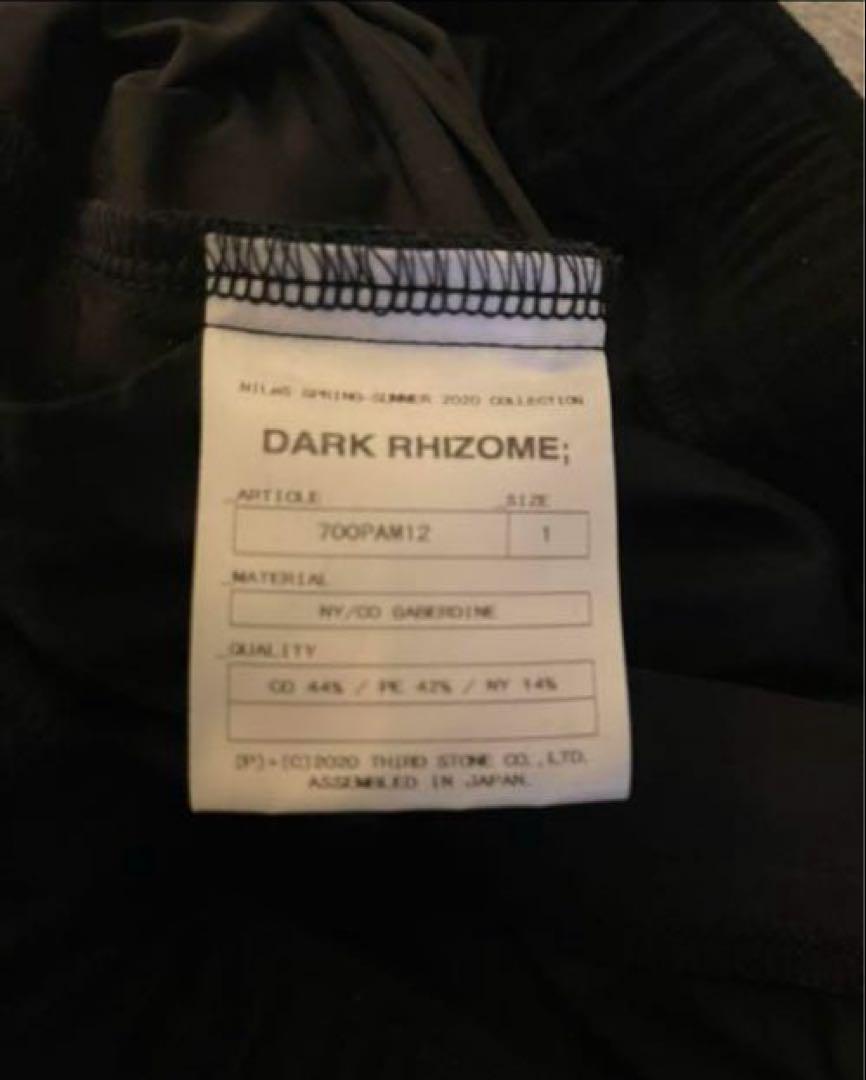 NILøS SPRING-SUMMER 2020 COLLECTION
DARK RHIZOME;
_ARTICLE _SIZE
700PAM12 1
_MATERIAL
NY/CO GABERDINE
_QUALITY
CO 44% / PE 42% / NY 14%
(P)+(C)2020 THIRD STONE CO.,LTD.
ASSEMBLED IN JAPAN.